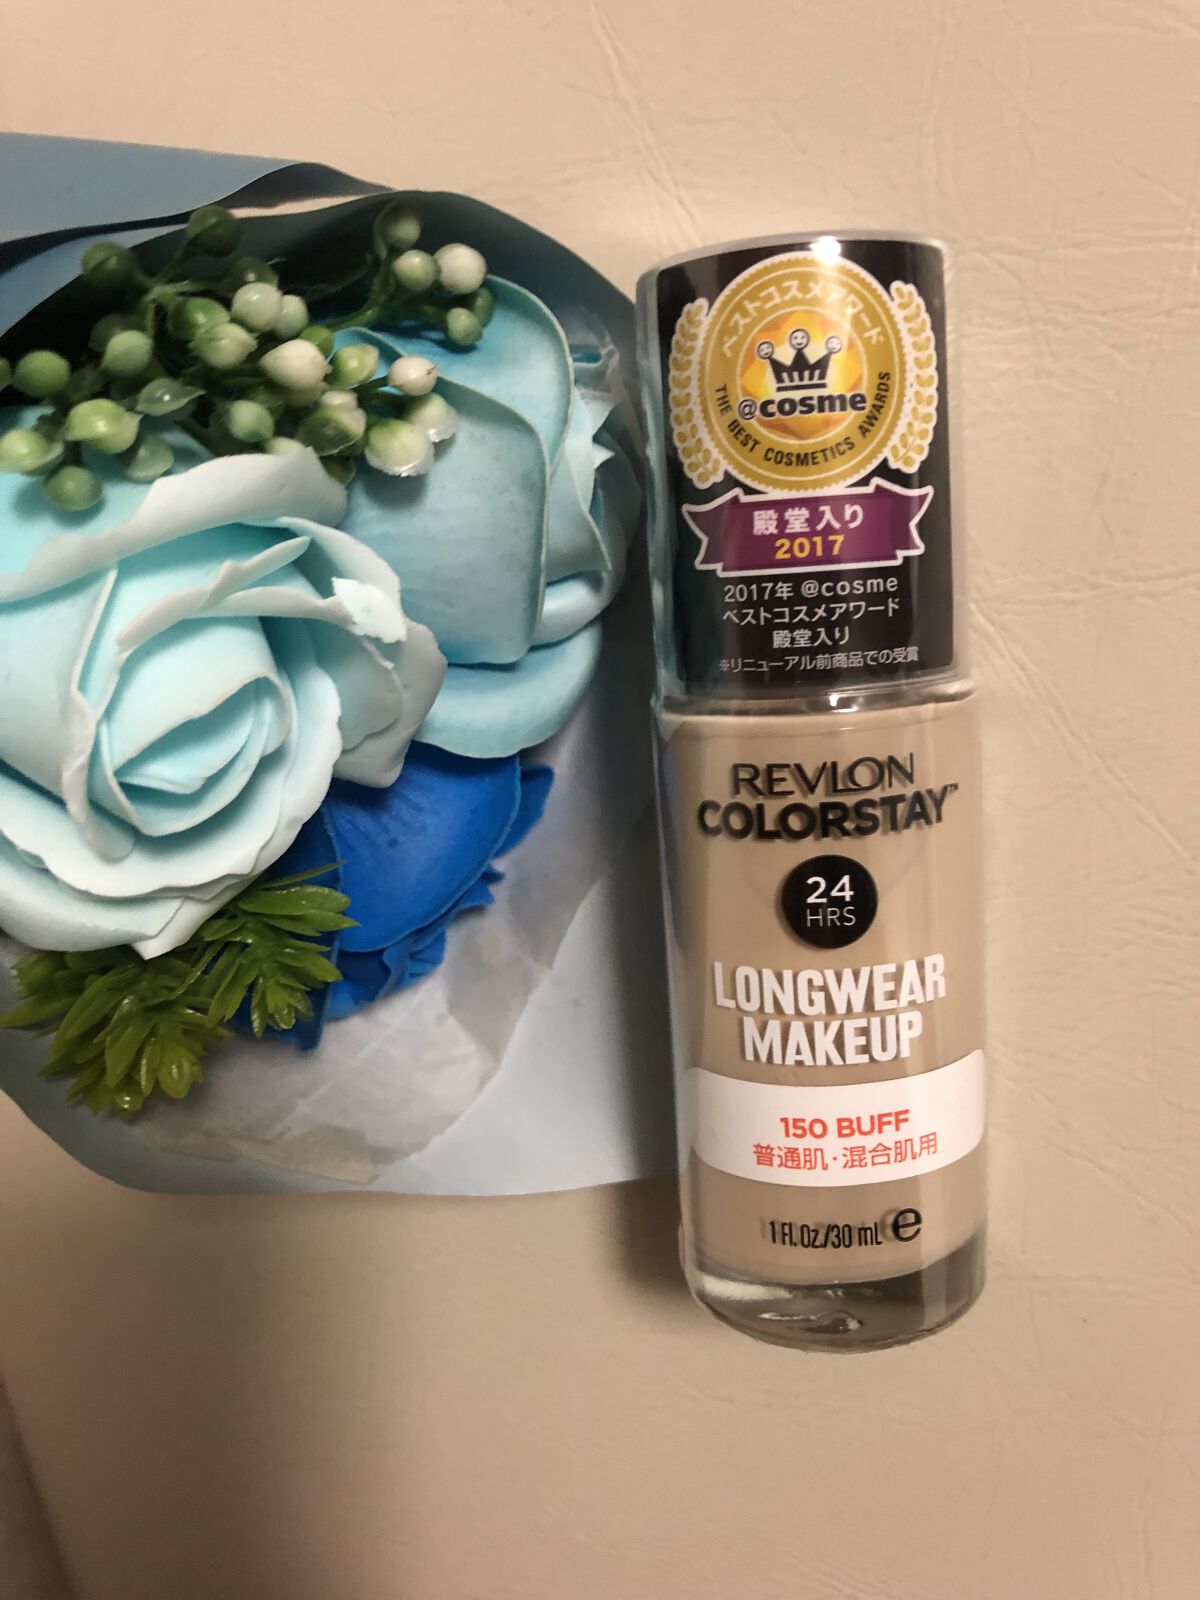 ベストコスメアワード
@cosme
THE BEST COSMETICS AWARDS
殿堂入り
2017
2017年 @cosme
ベストコスメアワード
殿堂入り
※リニューアル前商品での受賞
REVLON
COLORSTAY™
24
HRS
LONGWEAR
MAKEUP
150 BUFF
普通肌・混合肌用
1 Fl. Oz./30 mL ℮